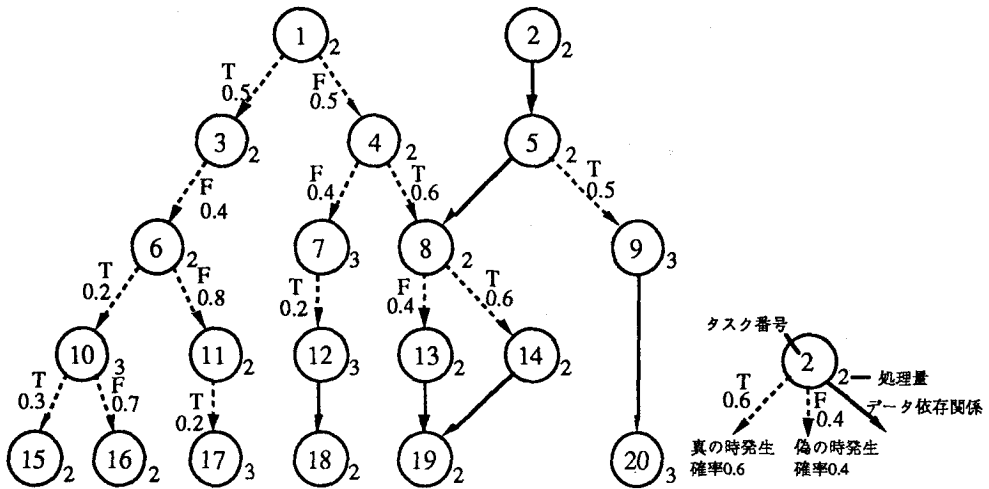 1 2
2 2
T 0.5
F 0.5
3 2
4 2
5 2
F 0.4
F 0.4
T 0.6
T 0.5
6 2
7 3
8 2
9 3
T 0.2
F 0.8
T 0.2
F 0.4
T 0.6
10 3
11 2
12 3
13 2
14 2
T 0.3
F 0.7
T 0.2
15 2
16 2
17 3
18 2
19 2
20 3
タスク番号
2 2 処理量
T 0.6
F 0.4
データ依存関係
真の時発生
確率0.6
偽の時発生
確率0.4